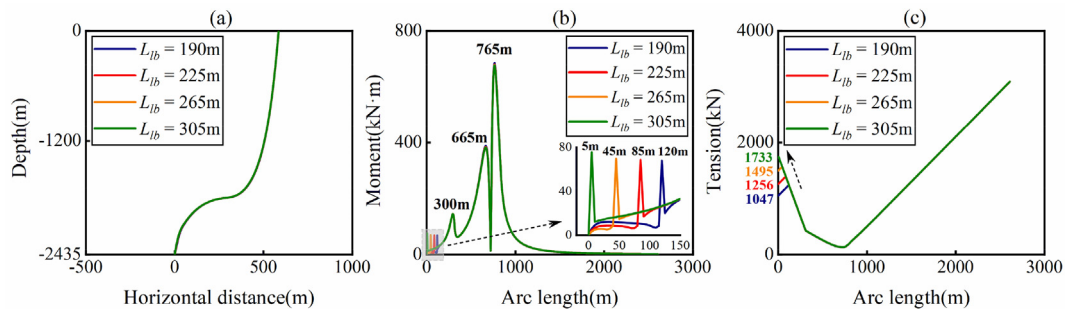 (a)
0
-1200
-2435
-500
0
500
1000
Depth(m)
Horizontal distance(m)
L_lb = 190m
L_lb = 225m
L_lb = 265m
L_lb = 305m
(b)
800
400
0
0
1000
2000
3000
Moment(kN·m)
Arc length(m)
765m
665m
300m
L_lb = 190m
L_lb = 225m
L_lb = 265m
L_lb = 305m
80
40
0
0
50
100
150
5m
45m
85m
120m
(c)
4000
2000
0
0
1000
2000
3000
Tension(kN)
Arc length(m)
1733
1495
1256
1047
L_lb = 190m
L_lb = 225m
L_lb = 265m
L_lb = 305m